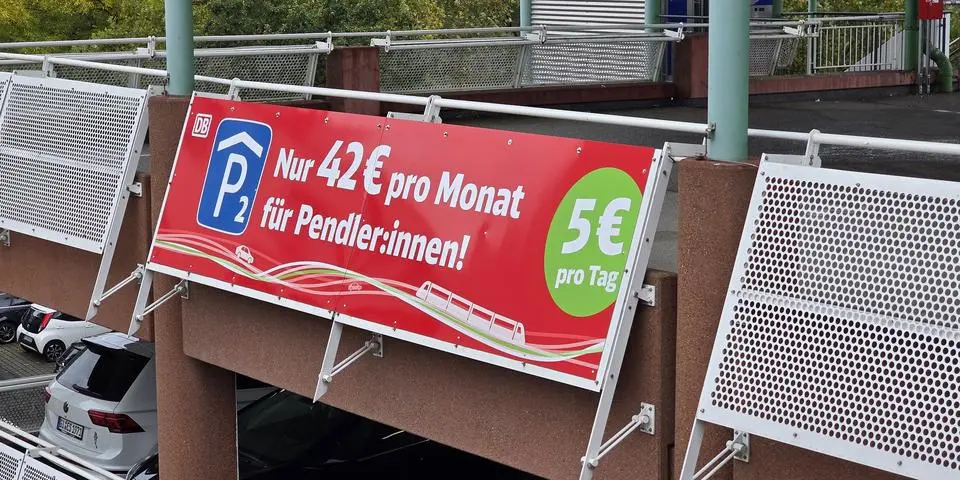 DB
P2
Nur 42€ pro Monat
für Pendler:innen!
5€
pro Tag